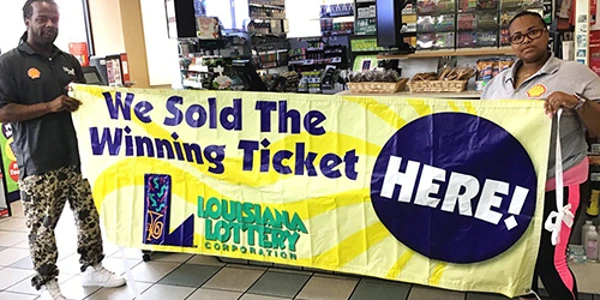 We Sold The
Winning Ticket
HERE!
L
LOUISIANA
LOTTERY
CORPORATION